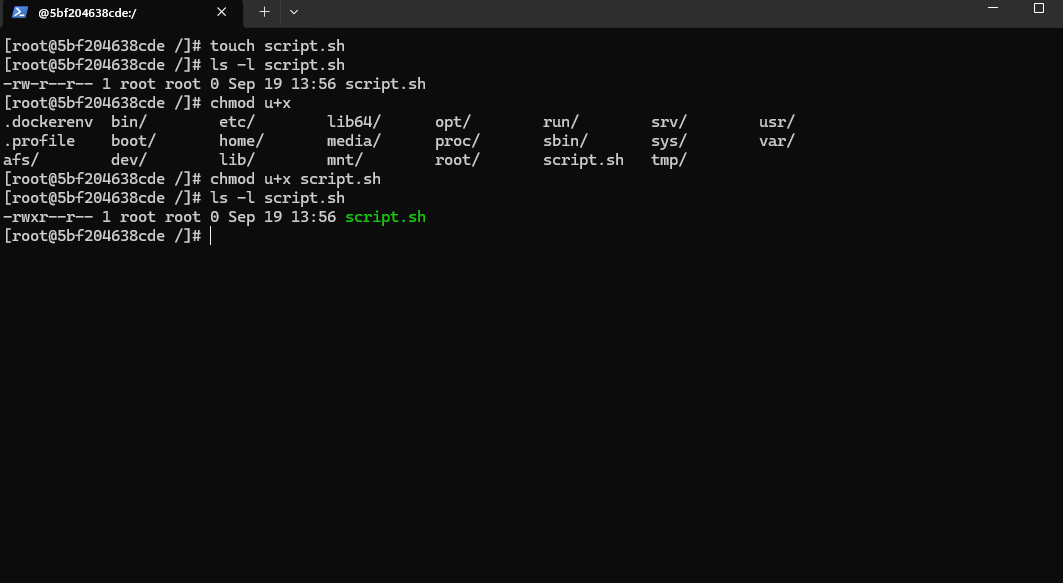 @5bf204638cde:/
[root@5bf204638cde /]# touch script.sh
[root@5bf204638cde /]# ls -l script.sh
-rw-r--r-- 1 root root 0 Sep 19 13:56 script.sh
[root@5bf204638cde /]# chmod u+x
.dockerenv  bin/        etc/        lib64/      opt/        run/        srv/        usr/
.profile    boot/       home/       media/      proc/       sbin/       sys/        var/
afs/        dev/        lib/        mnt/        root/       script.sh   tmp/
[root@5bf204638cde /]# chmod u+x script.sh
[root@5bf204638cde /]# ls -l script.sh
-rwxr--r-- 1 root root 0 Sep 19 13:56 script.sh
[root@5bf204638cde /]#